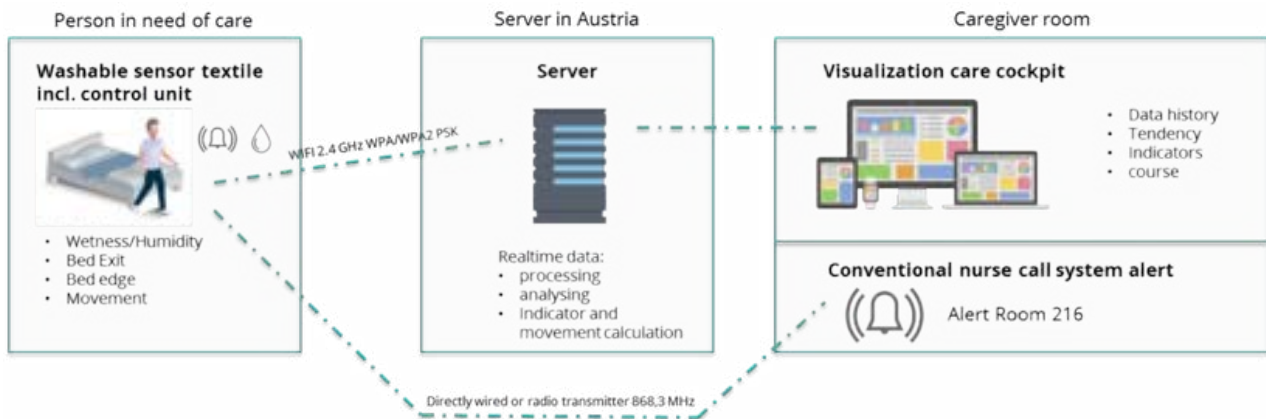 Person in need of care
Server in Austria
Caregiver room
Washable sensor textile
incl. control unit
• Wetness/Humidity
• Bed Exit
• Bed edge
• Movement
WIFI 2.4 GHz WPA/WPA2 PSK
Server
Realtime data:
• processing
• analysing
• Indicator and
movement calculation
Visualization care cockpit
• Data history
• Tendency
• Indicators
• course
Conventional nurse call system alert
Alert Room 216
Directly wired or radio transmitter 868,3 MHz